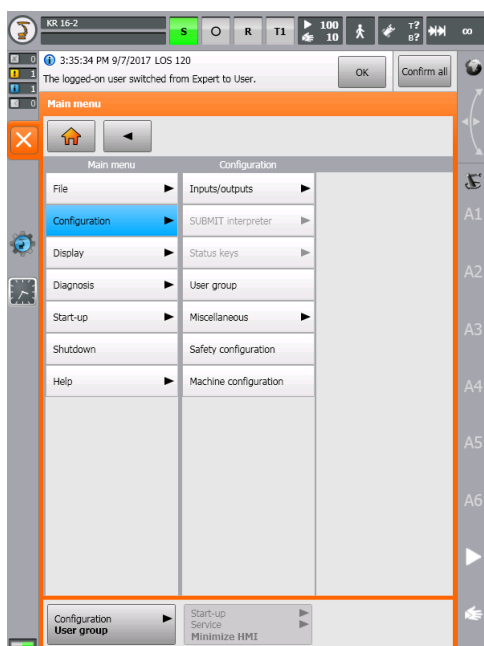 KR 16-2
S O R T1 100 10 T? B? ∞
0
1
1
0
3:35:34 PM 9/7/2017 LOS 120
The logged-on user switched from Expert to User.
OK
Confirm all
Main menu
Main menu Configuration
File Inputs/outputs
Configuration SUBMIT interpreter
Display Status keys
Diagnosis User group
Start-up Miscellaneous
Shutdown Safety configuration
Help Machine configuration
A1
A2
A3
A4
A5
A6
Configuration
User group
Start-up
Service
Minimize HMI